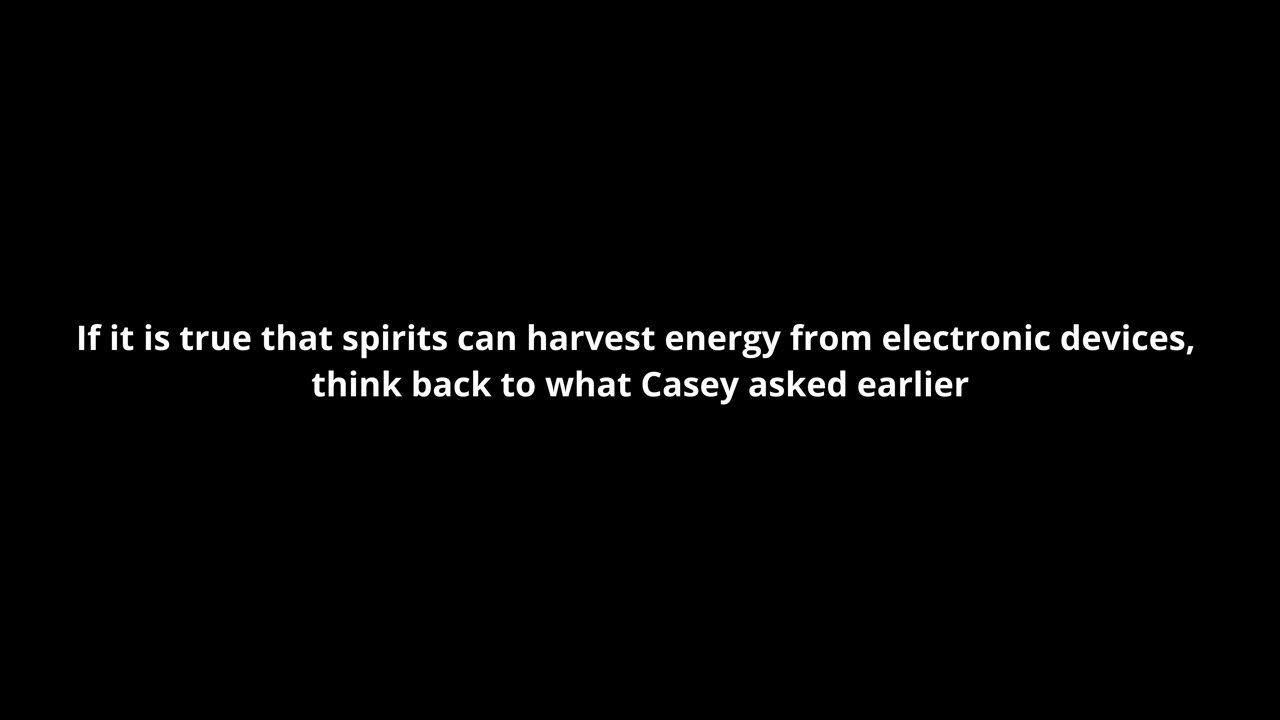 If it is true that spirits can harvest energy from electronic devices,
think back to what Casey asked earlier